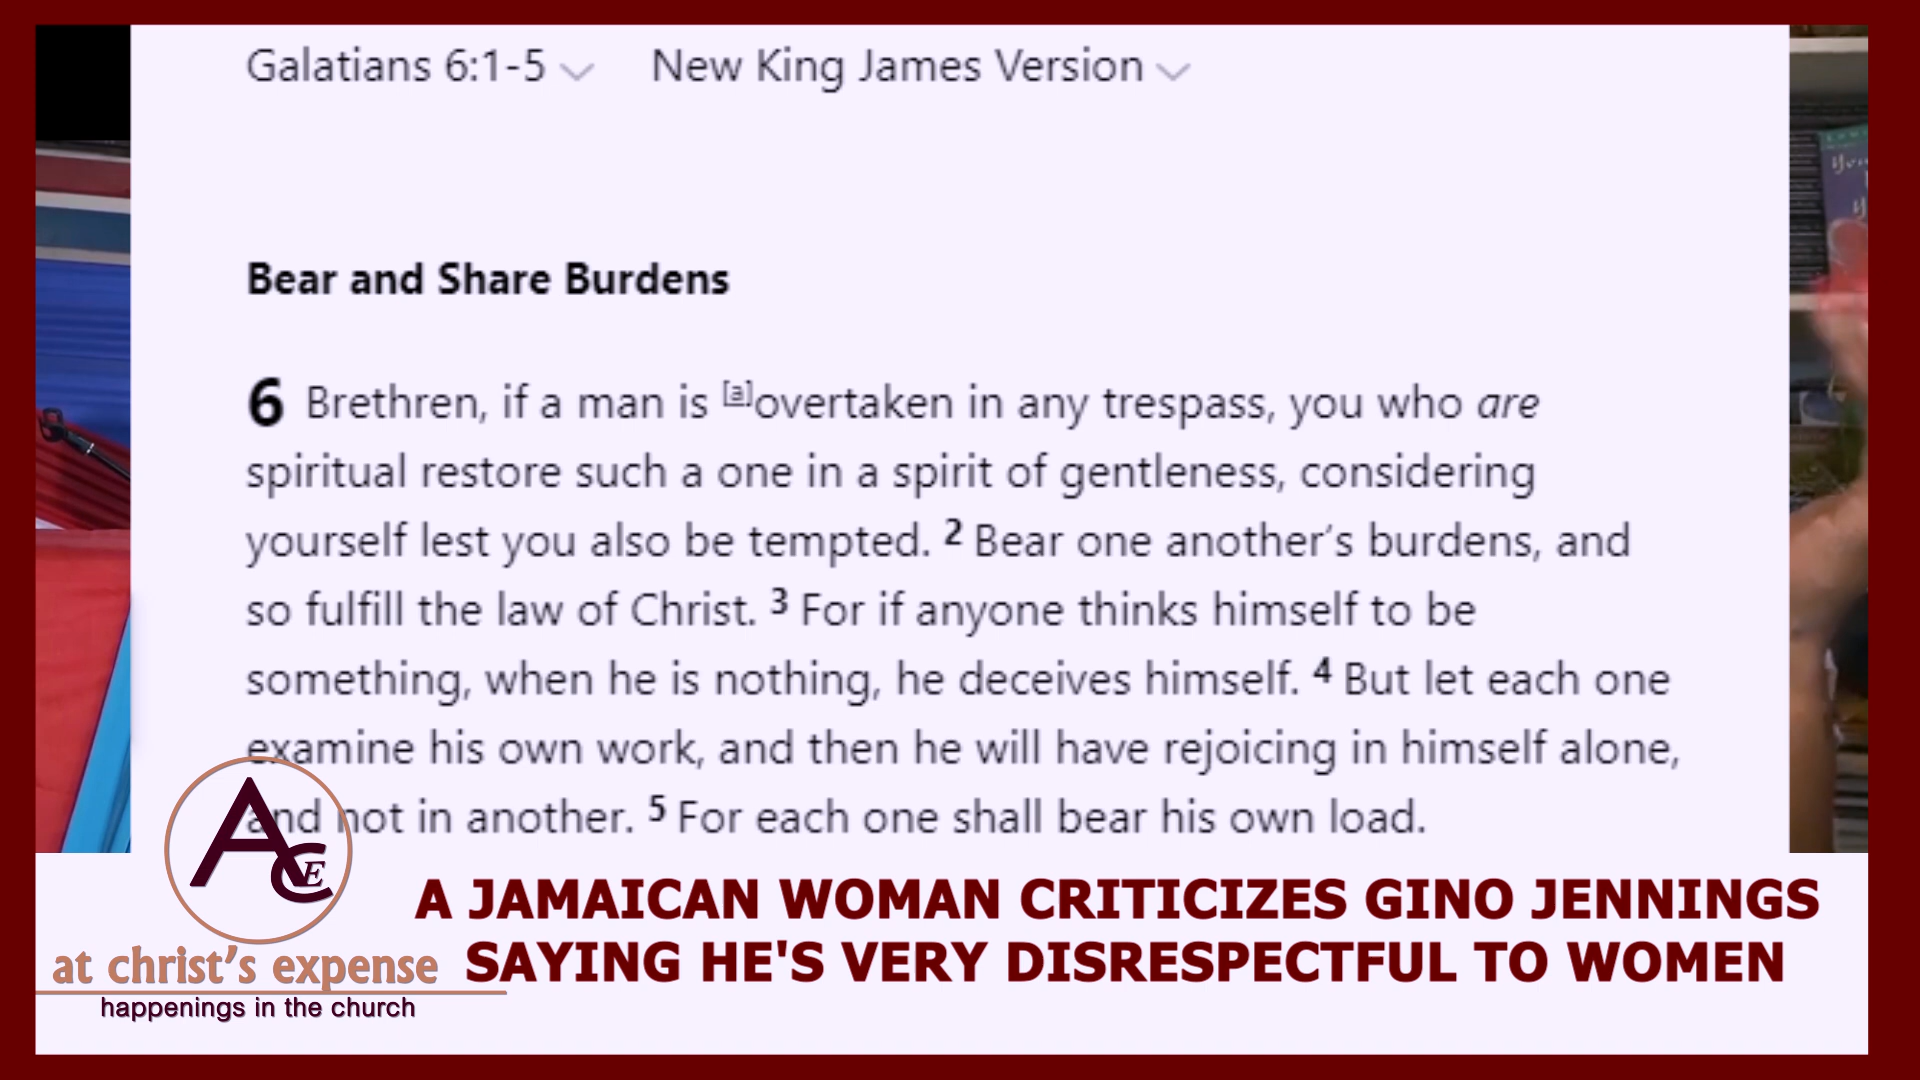 Galatians 6:1-5 New King James Version
Bear and Share Burdens
6 Brethren, if a man is [a]overtaken in any trespass, you who are
spiritual restore such a one in a spirit of gentleness, considering
yourself lest you also be tempted. 2 Bear one another's burdens, and
so fulfill the law of Christ. 3 For if anyone thinks himself to be
something, when he is nothing, he deceives himself. 4 But let each one
examine his own work, and then he will have rejoicing in himself alone,
and not in another. 5 For each one shall bear his own load.
ACE
at christ's expense
happenings in the church
A JAMAICAN WOMAN CRITICIZES GINO JENNINGS
SAYING HE'S VERY DISRESPECTFUL TO WOMEN